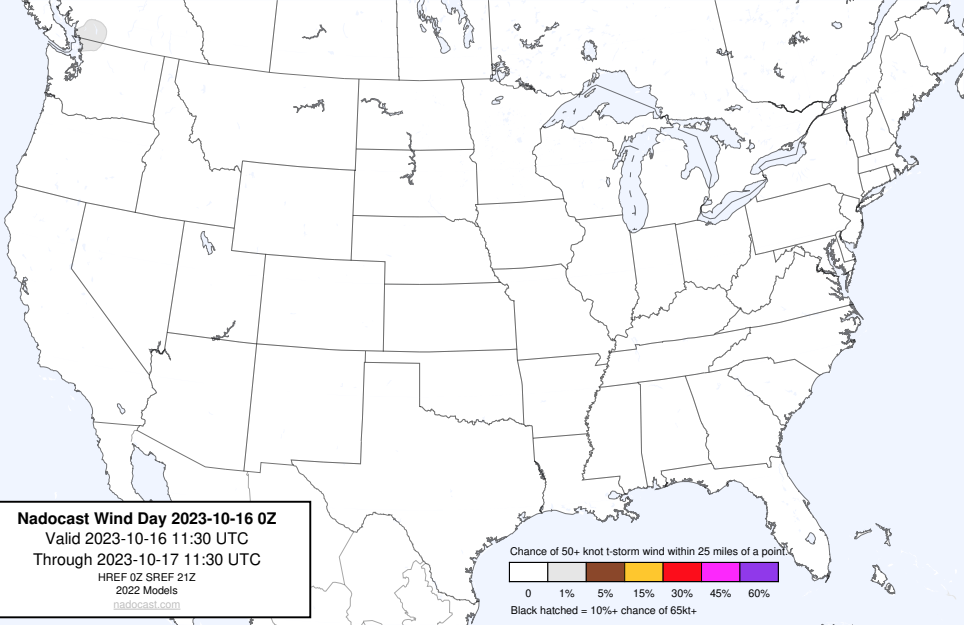 Nadocast Wind Day 2023-10-16 0Z
Valid 2023-10-16 11:30 UTC
Through 2023-10-17 11:30 UTC
HREF 0Z SREF 21Z
2022 Models
nadocast.com
Chance of 50+ knot t-storm wind within 25 miles of a point.
0 1% 5% 15% 30% 45% 60%
Black hatched = 10%+ chance of 65kt+